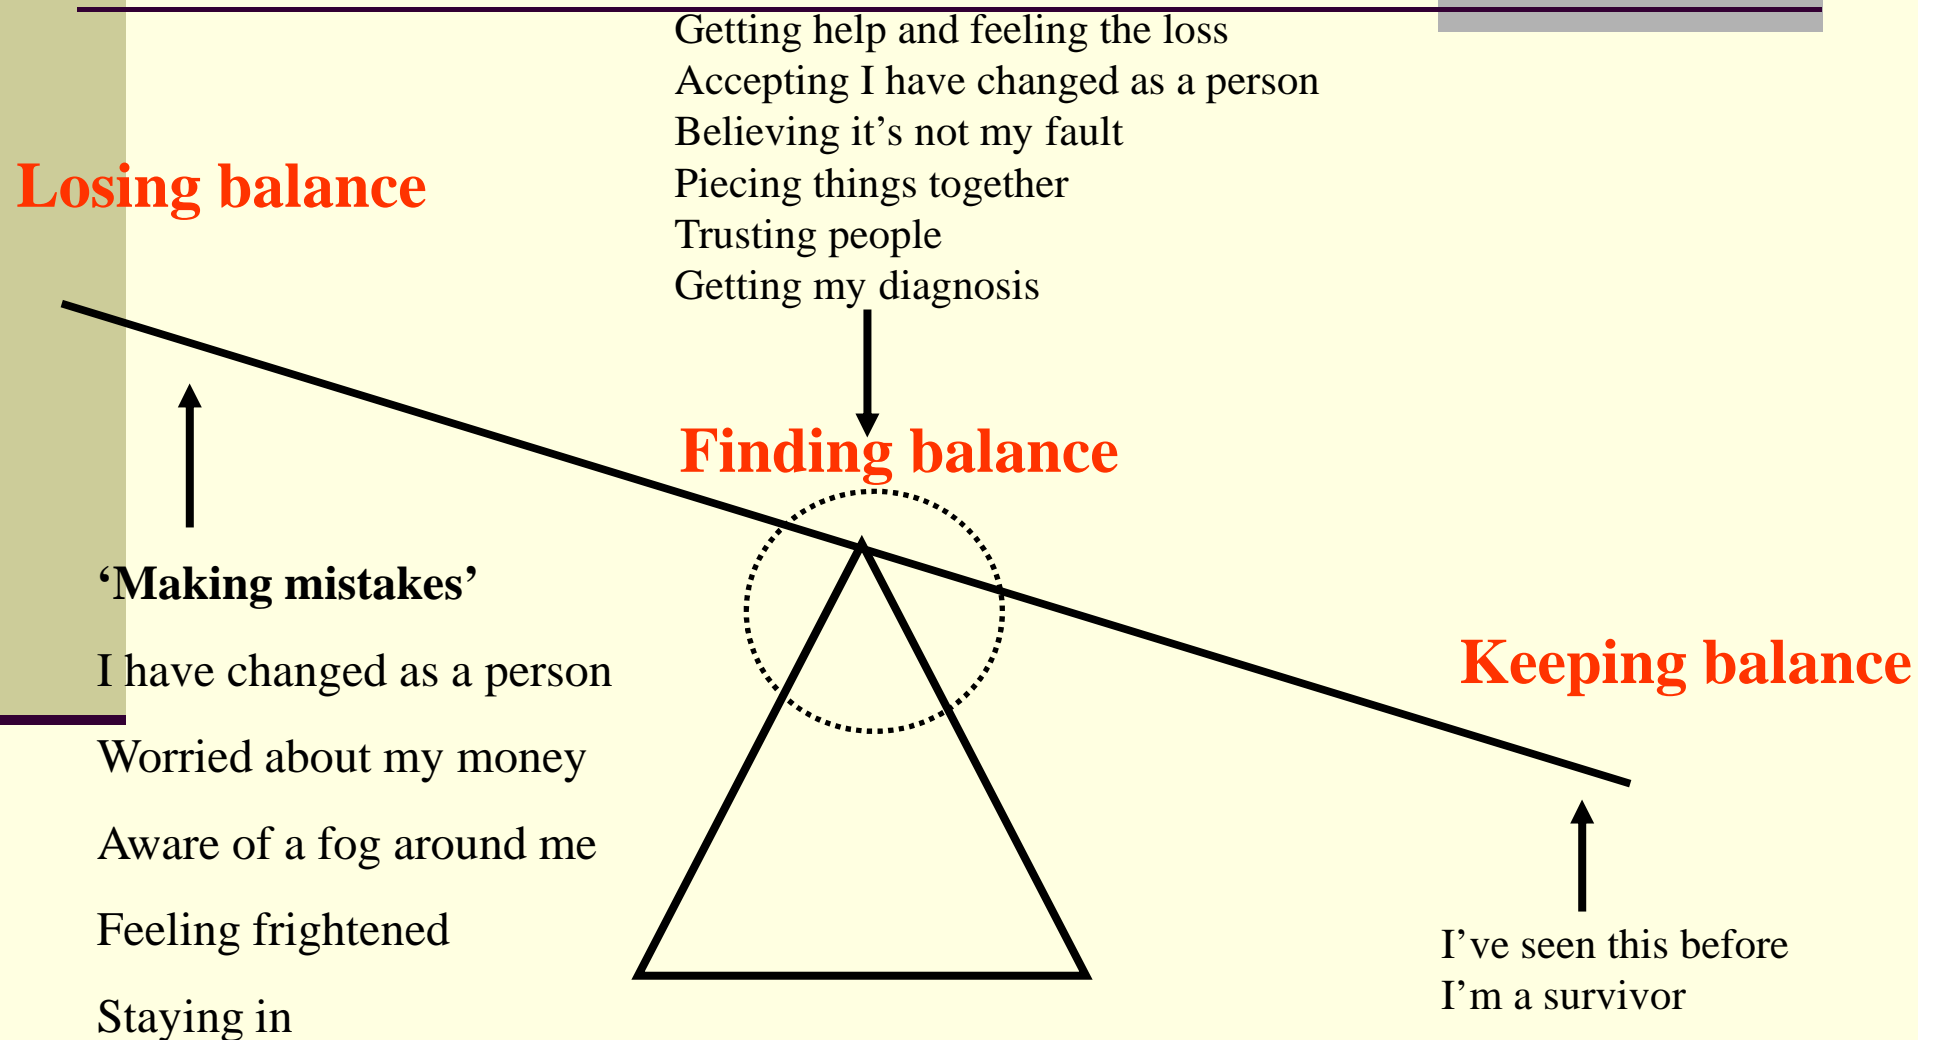 Getting help and feeling the loss
Accepting I have changed as a person
Believing it’s not my fault
Piecing things together
Trusting people
Getting my diagnosis
Losing balance
Finding balance
‘Making mistakes’
I have changed as a person
Worried about my money
Aware of a fog around me
Feeling frightened
Staying in
Keeping balance
I’ve seen this before
I’m a survivor